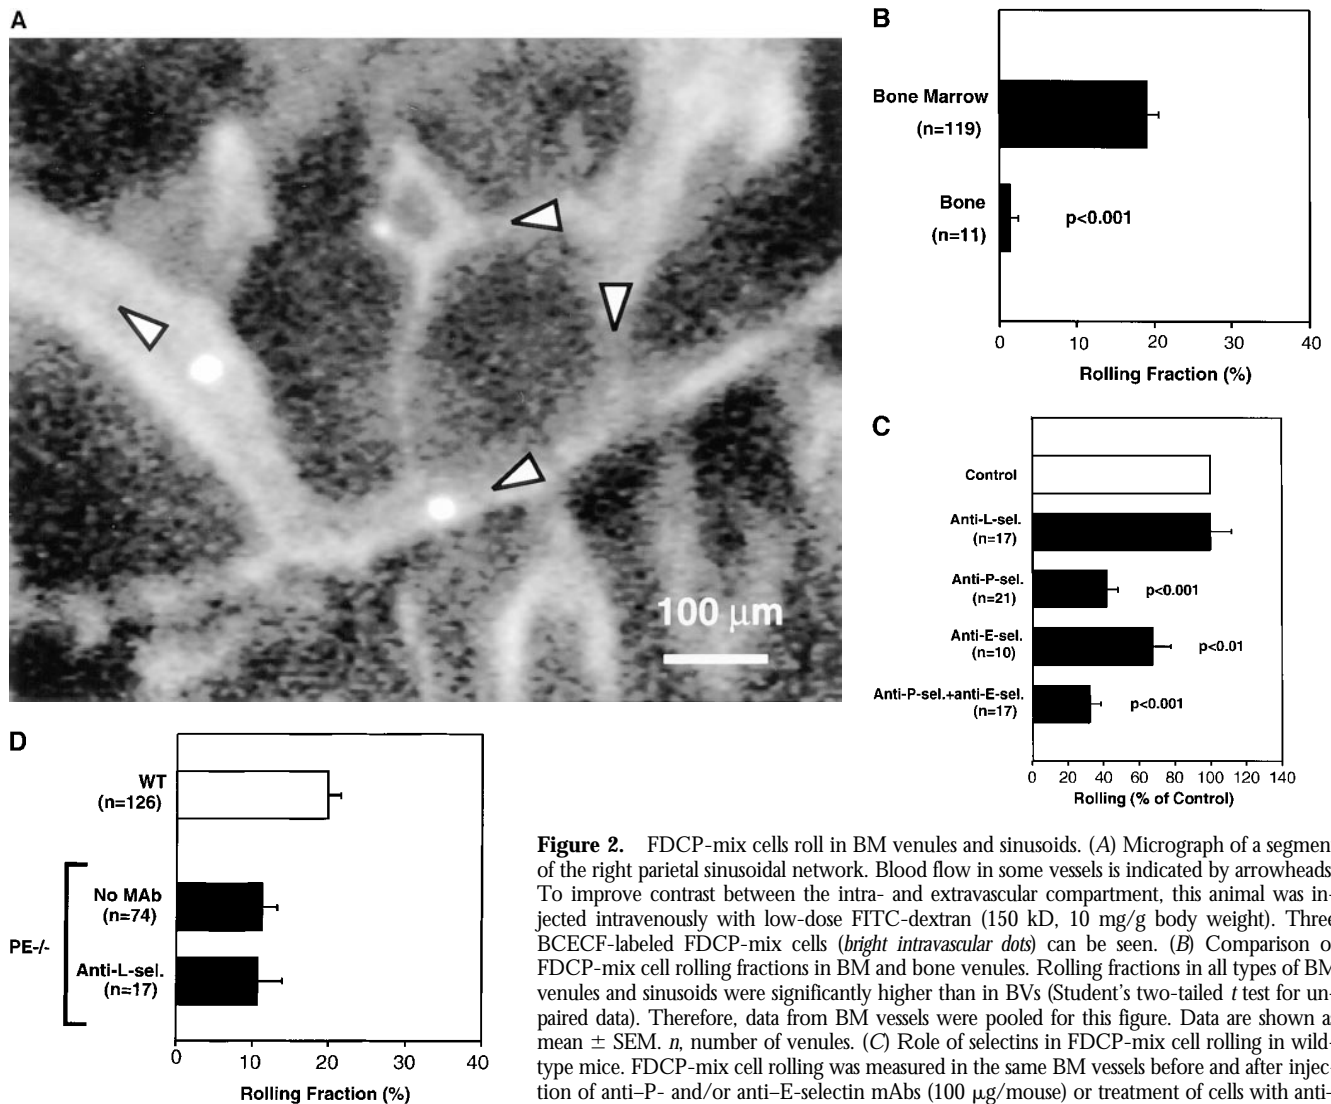 A
100 µm
B
Bone Marrow
(n=119)
Bone
(n=11)
p<0.001
0 10 20 30 40
Rolling Fraction (%)
C
Control
Anti-L-sel.
(n=17)
Anti-P-sel.
(n=21)
p<0.001
Anti-E-sel.
(n=10)
p<0.01
Anti-P-sel.+anti-E-sel.
(n=17)
p<0.001
0 20 40 60 80 100 120 140
Rolling (% of Control)
D
WT
(n=126)
No MAb
(n=74)
PE-/-
Anti-L-sel.
(n=17)
0 10 20 30 40
Rolling Fraction (%)
Figure 2. FDCP-mix cells roll in BM venules and sinusoids. (A) Micrograph of a segmen
of the right parietal sinusoidal network. Blood flow in some vessels is indicated by arrowheads
To improve contrast between the intra- and extravascular compartment, this animal was in-
jected intravenously with low-dose FITC-dextran (150 kD, 10 mg/g body weight). Three
BCECF-labeled FDCP-mix cells (bright intravascular dots) can be seen. (B) Comparison o
FDCP-mix cell rolling fractions in BM and bone venules. Rolling fractions in all types of BM
venules and sinusoids were significantly higher than in BVs (Student's two-tailed t test for un-
paired data). Therefore, data from BM vessels were pooled for this figure. Data are shown a
mean ± SEM. n, number of venules. (C) Role of selectins in FDCP-mix cell rolling in wild-
type mice. FDCP-mix cell rolling was measured in the same BM vessels before and after injec-
tion of anti–P- and/or anti–E-selectin mAbs (100 µg/mouse) or treatment of cells with anti-